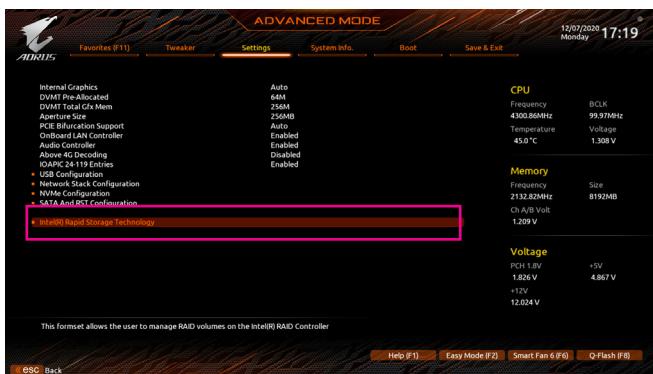 ADVANCED MODE
12/07/2020 Monday 17:19
AORUS
Favorites (F11) Tweaker Settings System Info. Boot Save & Exit
Internal Graphics Auto
DVMT Pre-Allocated 64M
DVMT Total Gfx Mem 256M
Aperture Size 256MB
PCIE Bifurcation Support Auto
OnBoard LAN Controller Enabled
Audio Controller Enabled
Above 4G Decoding Disabled
IOAPIC 24-119 Entries Enabled
USB Configuration
Network Stack Configuration
NVMe Configuration
SATA And RST Configuration
Intel(R) Rapid Storage Technology
CPU
Frequency BCLK
4300.86MHz 99.97MHz
Temperature Voltage
45.0 °C 1.308 V
Memory
Frequency Size
2132.82MHz 8192MB
Ch A/B Volt
1.209 V
Voltage
PCH 1.8V +5V
1.826 V 4.867 V
+12V
12.024 V
This formset allows the user to manage RAID volumes on the Intel(R) RAID Controller
Help (F1) Easy Mode (F2) Smart Fan 6 (F6) Q-Flash (F8)
esc Back